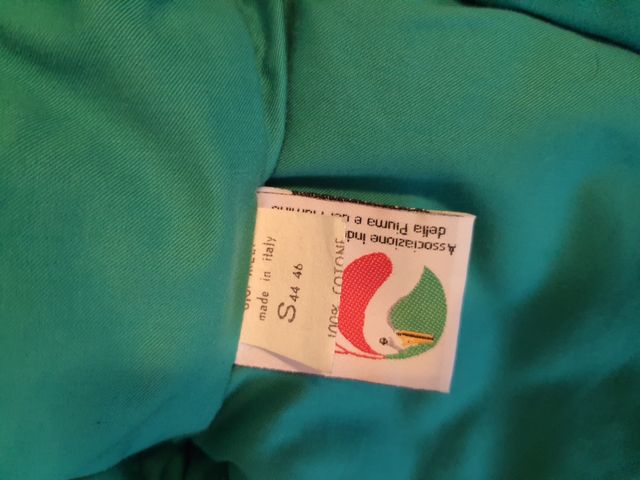 made in italy
S 44 46
100% COTONE
Associazione
della Piuma e